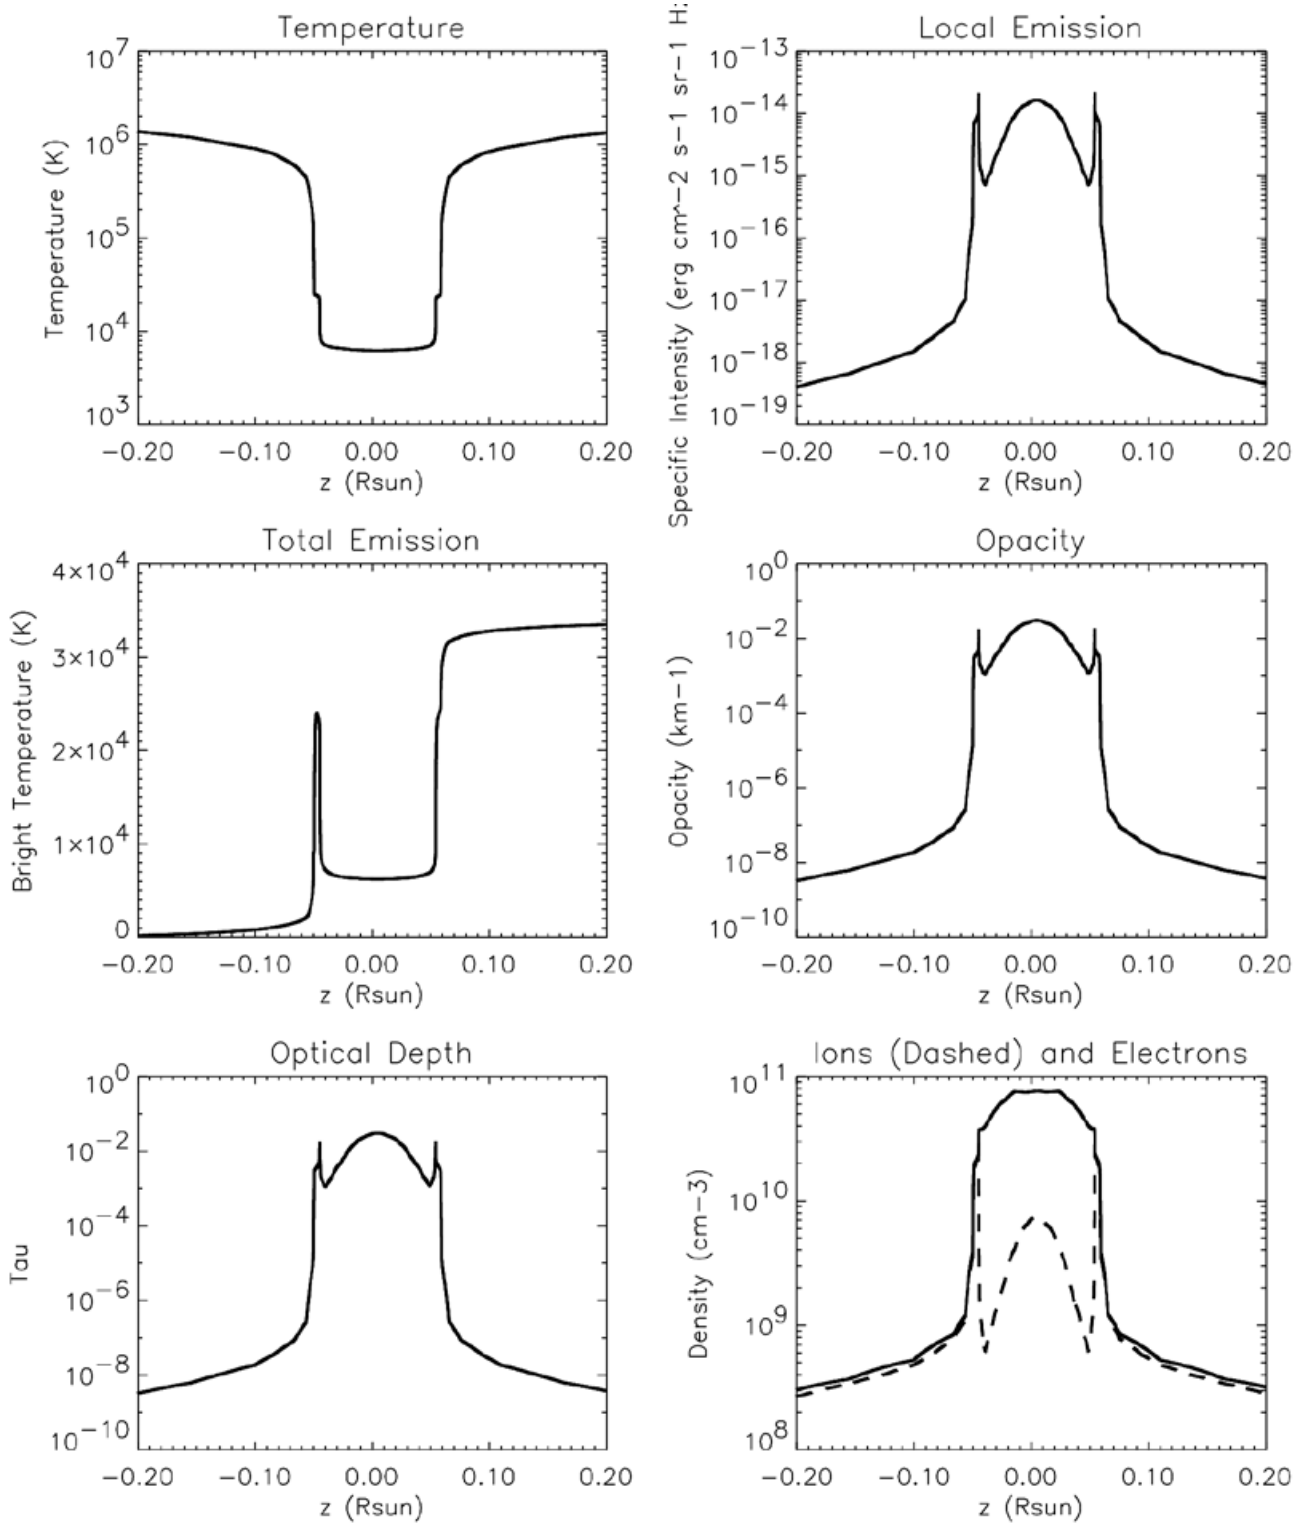 Temperature
10^7
10^6
10^5
10^4
10^3
Temperature (K)
−0.20 −0.10 0.00 0.10 0.20
z (Rsun)
Local Emission
10−13
10−14
10−15
10−16
10−17
10−18
10−19
Specific Intensity (erg cm^−2 s−1 sr−1 Hz
−0.20 −0.10 0.00 0.10 0.20
z (Rsun)
Total Emission
4×10^4
3×10^4
2×10^4
1×10^4
0
Bright Temperature (K)
−0.20 −0.10 0.00 0.10 0.20
z (Rsun)
Opacity
10^0
10−2
10−4
10−6
10−8
10−10
Opacity (km−1)
−0.20 −0.10 0.00 0.10 0.20
z (Rsun)
Optical Depth
10^0
10−2
10−4
10−6
10−8
10−10
Tau
−0.20 −0.10 0.00 0.10 0.20
z (Rsun)
Ions (Dashed) and Electrons
10^11
10^10
10^9
10^8
Density (cm−3)
−0.20 −0.10 0.00 0.10 0.20
z (Rsun)